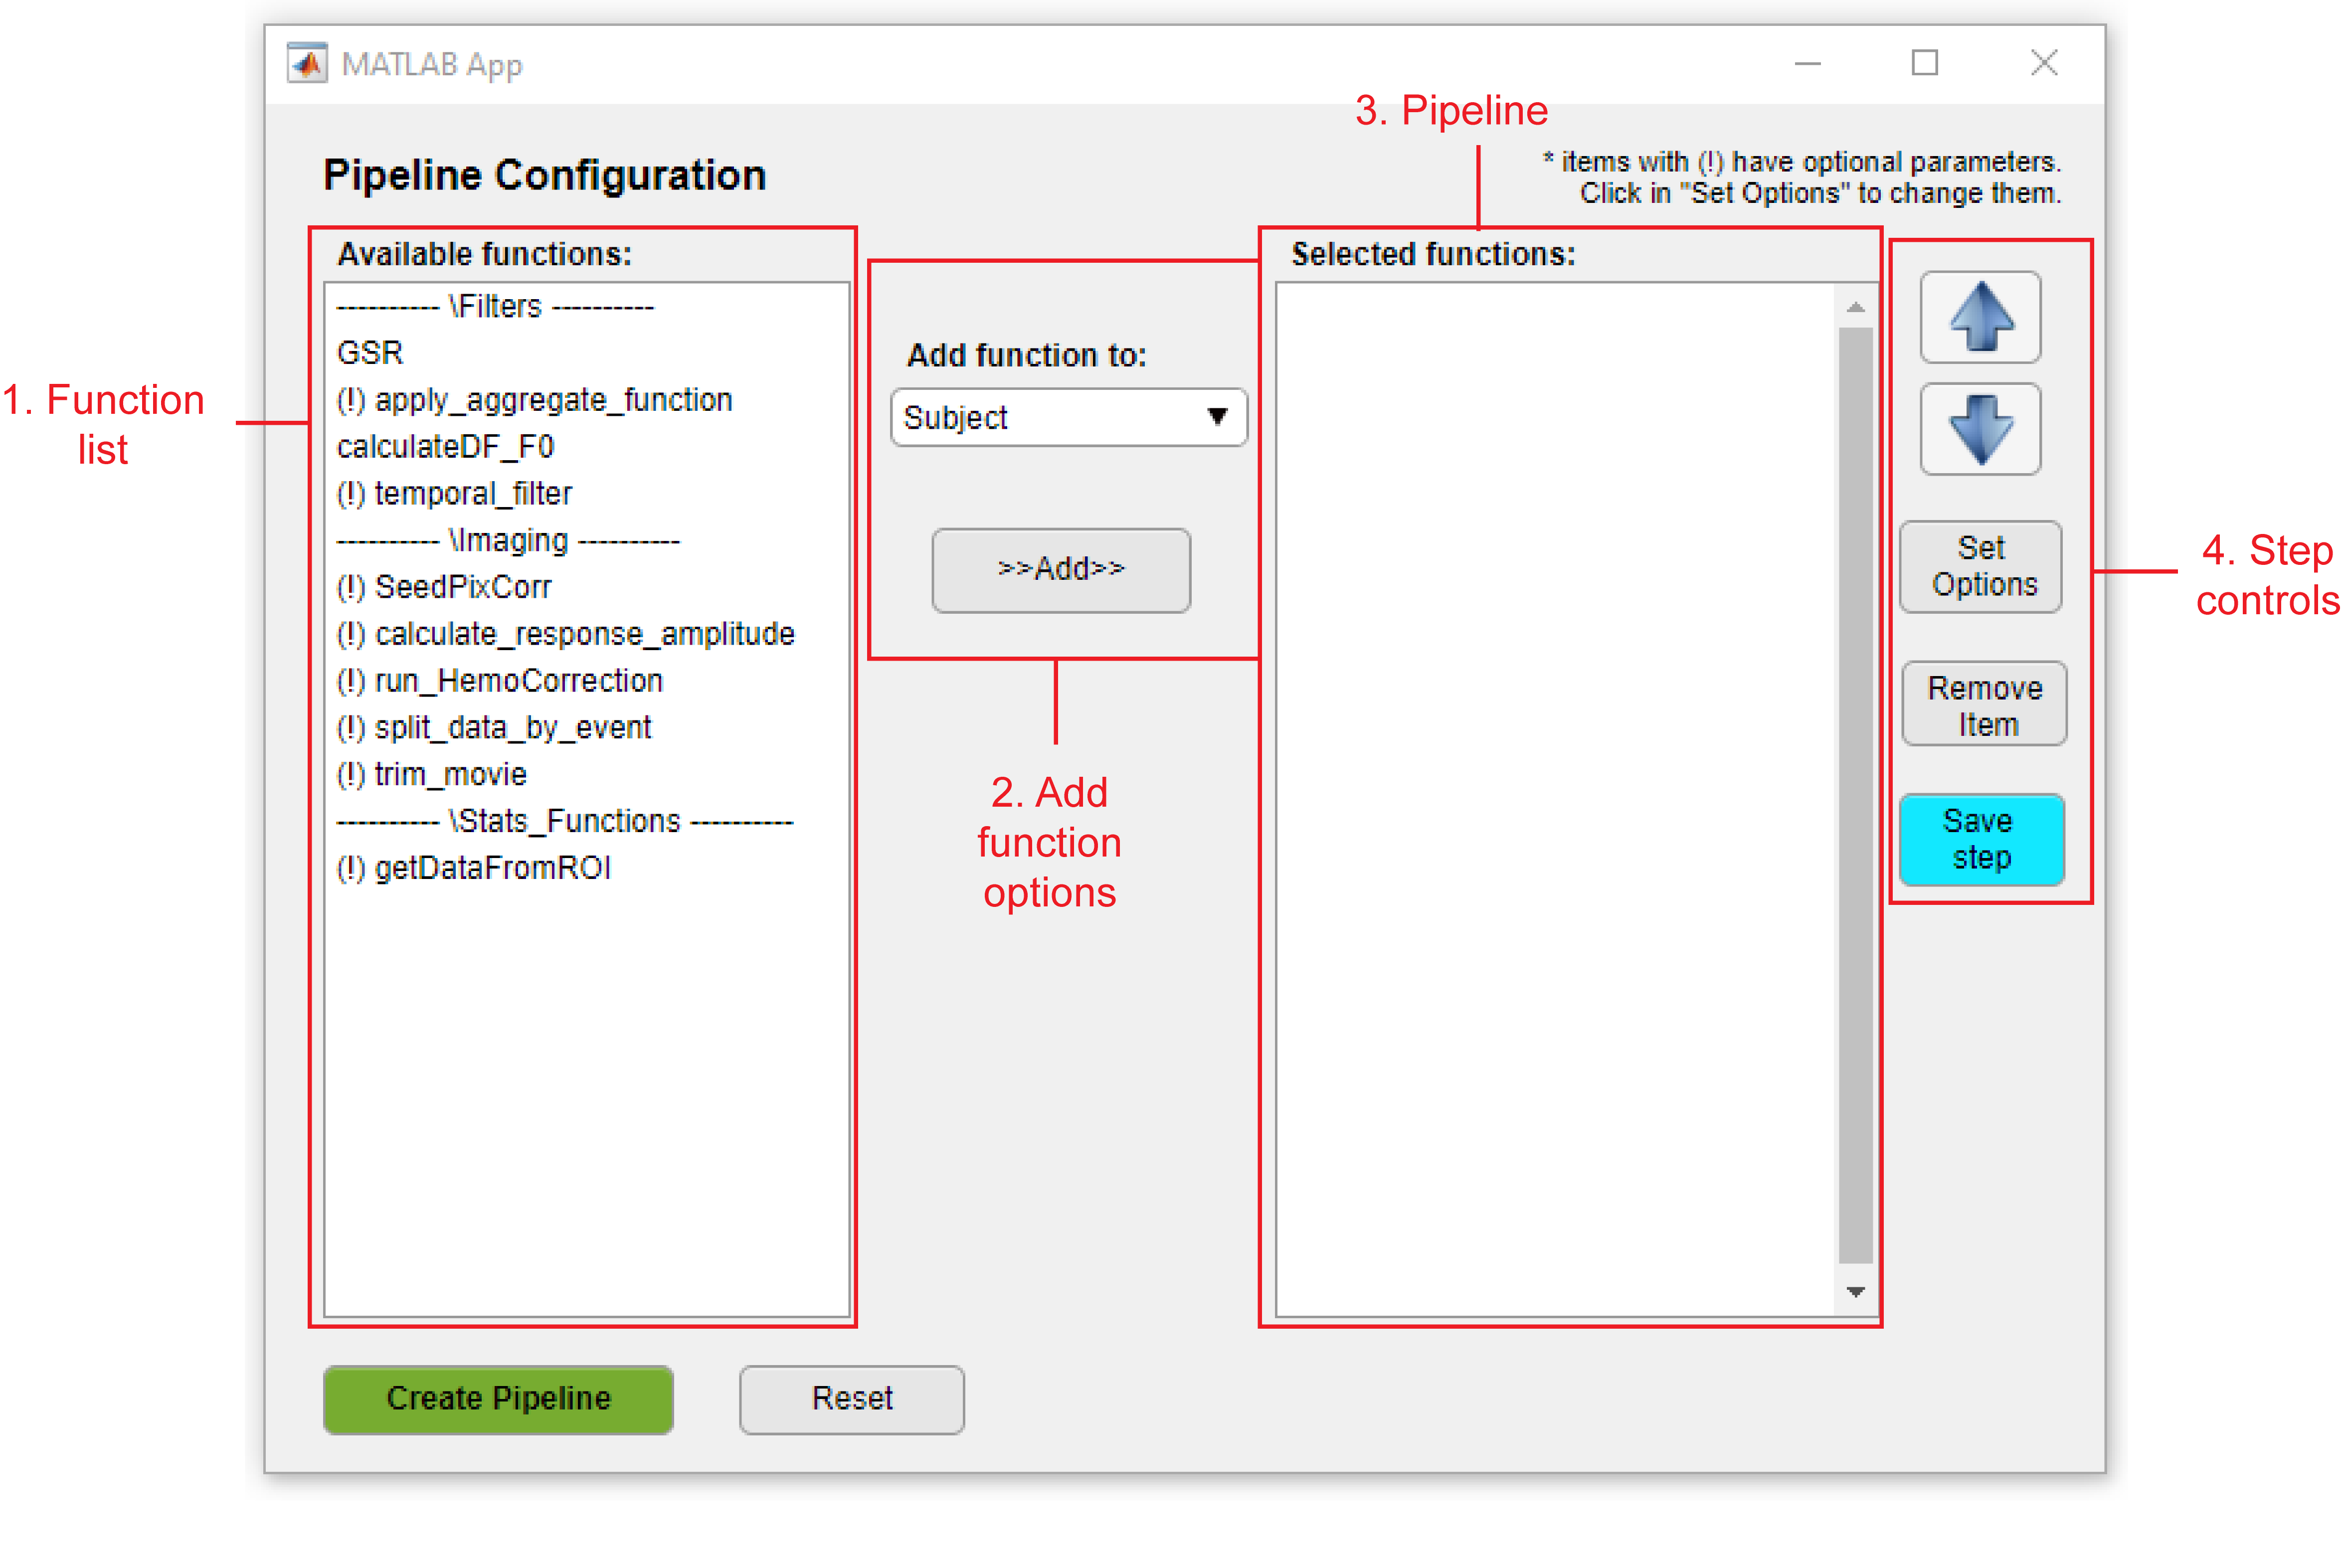 MATLAB App
3. Pipeline
Pipeline Configuration
* items with (!) have optional parameters.
Click in "Set Options" to change them.
1. Function
list
Available functions:
---------- \Filters ----------
GSR
(!) apply_aggregate_function
calculateDF_F0
(!) temporal_filter
---------- \Imaging ----------
(!) SeedPixCorr
(!) calculate_response_amplitude
(!) run_HemoCorrection
(!) split_data_by_event
(!) trim_movie
---------- \Stats_Functions ----------
(!) getDataFromROI
Add function to:
Subject
>>Add>>
2. Add
function
options
Selected functions:
Set
Options
Remove
Item
Save
step
4. Step
controls
Create Pipeline
Reset